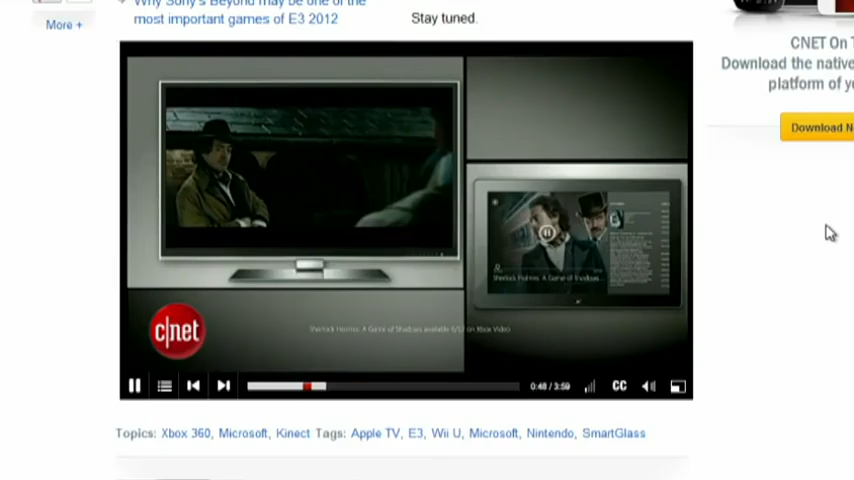 Why Sony's Beyond may be one of the
most important games of E3 2012
More +
Stay tuned.
CNET On T
Download the native
platform of yo
Download N
Sherlock Holmes: A Game of Shadows...
c|net
Sherlock Holmes: A Game of Shadows available 6/12 on Xbox Video
0:48 / 3:59
CC
Topics: Xbox 360, Microsoft, Kinect Tags: Apple TV, E3, Wii U, Microsoft, Nintendo, SmartGlass